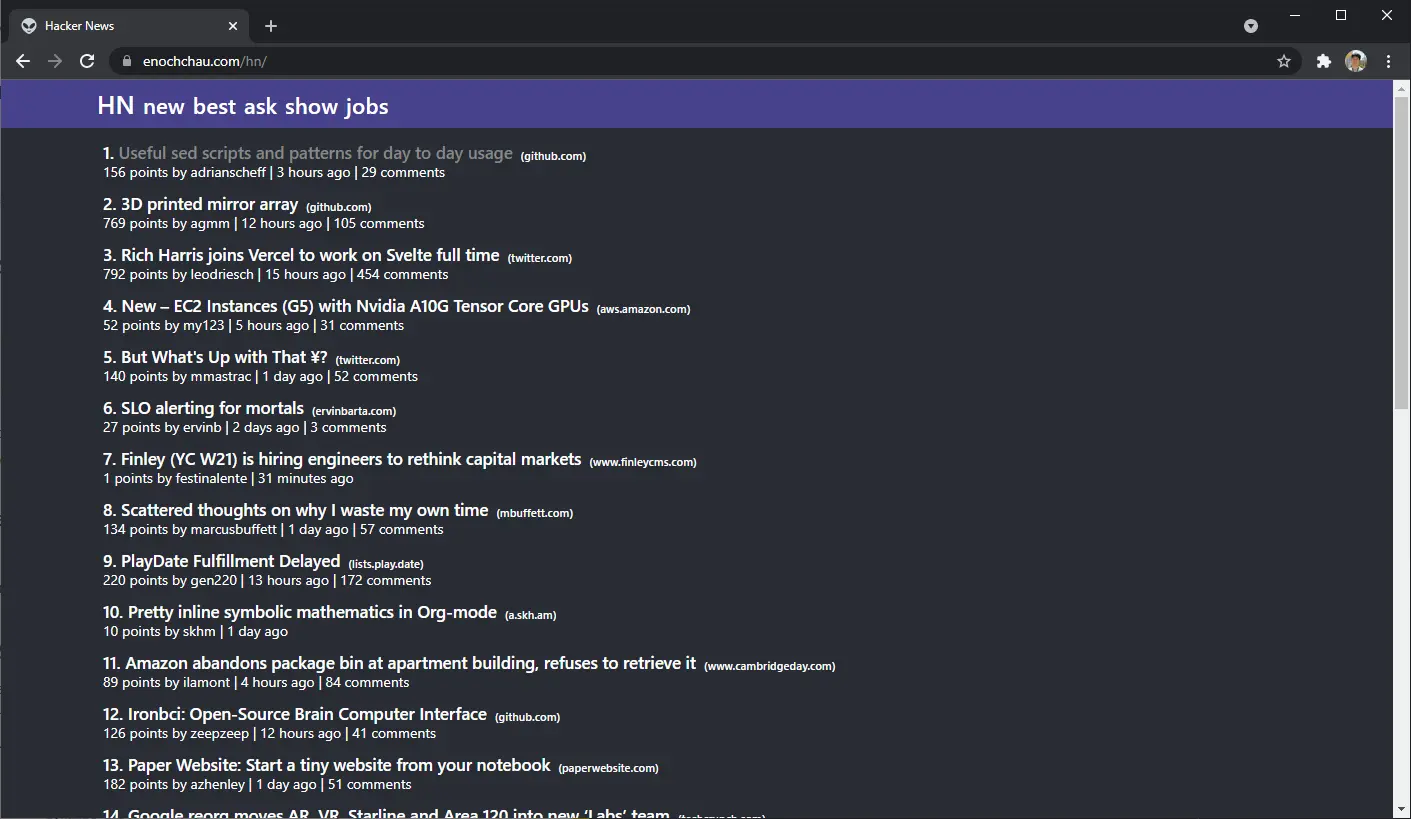 Hacker News
enochchau.com/hn/
HN new best ask show jobs
1. Useful sed scripts and patterns for day to day usage (github.com)
156 points by adrianscheff | 3 hours ago | 29 comments
2. 3D printed mirror array (github.com)
769 points by agmm | 12 hours ago | 105 comments
3. Rich Harris joins Vercel to work on Svelte full time (twitter.com)
792 points by leodriesch | 15 hours ago | 454 comments
4. New – EC2 Instances (G5) with Nvidia A10G Tensor Core GPUs (aws.amazon.com)
52 points by my123 | 5 hours ago | 31 comments
5. But What's Up with That ¥? (twitter.com)
140 points by mmastrac | 1 day ago | 52 comments
6. SLO alerting for mortals (ervinbarta.com)
27 points by ervinb | 2 days ago | 3 comments
7. Finley (YC W21) is hiring engineers to rethink capital markets (www.finleycms.com)
1 points by festinalente | 31 minutes ago
8. Scattered thoughts on why I waste my own time (mbuffett.com)
134 points by marcusbuffett | 1 day ago | 57 comments
9. PlayDate Fulfillment Delayed (lists.play.date)
220 points by gen220 | 13 hours ago | 172 comments
10. Pretty inline symbolic mathematics in Org-mode (a.skh.am)
10 points by skhm | 1 day ago
11. Amazon abandons package bin at apartment building, refuses to retrieve it (www.cambridgeday.com)
89 points by ilamont | 4 hours ago | 84 comments
12. Ironbci: Open-Source Brain Computer Interface (github.com)
126 points by zeepzeep | 12 hours ago | 41 comments
13. Paper Website: Start a tiny website from your notebook (paperwebsite.com)
182 points by azhenley | 1 day ago | 51 comments
14. Google reorg moves AR, VR, Starline and Area 120 into new ‘Labs’ team (techcrunch.com)